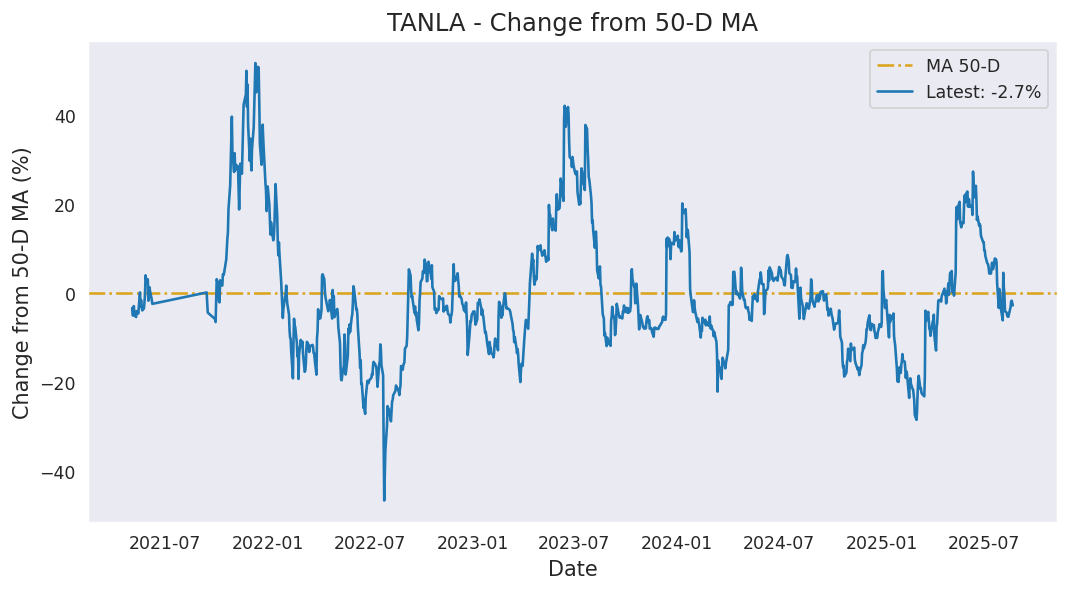 TANLA - Change from 50-D MA
MA 50-D
Latest: -2.7%
Change from 50-D MA (%)
40
20
0
−20
−40
2021-07 2022-01 2022-07 2023-01 2023-07 2024-01 2024-07 2025-01 2025-07
Date